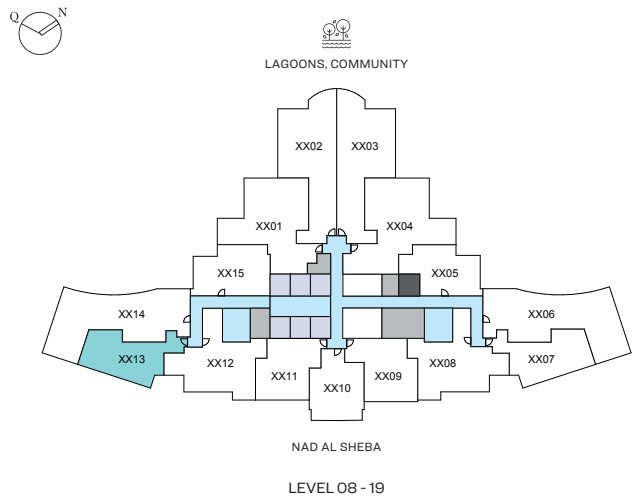 Q N
LAGOONS, COMMUNITY
XX02 XX03
XX01 XX04
XX15 XX05
XX14 XX06
XX13 XX12 XX08 XX07
XX11 XX10 XX09
NAD AL SHEBA
LEVEL 08 - 19